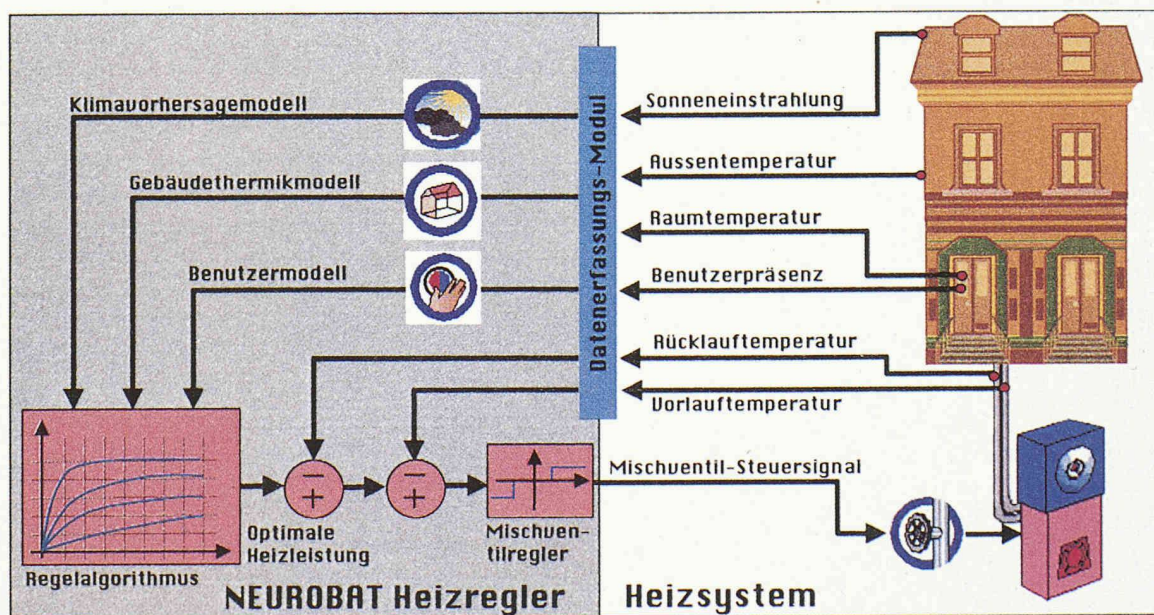 Klimavorhersagemodell
Gebäudethermikmodell
Benutzermodell
Datenerfassungs-Modul
Sonneneinstrahlung
Aussentemperatur
Raumtemperatur
Benutzerpräsenz
Rücklauftemperatur
Vorlauftemperatur
Mischventil-Steuersignal
−
+
−
+
Optimale
Heizleistung
Mischven-
tilregler
Regelalgorithmus
NEUROBAT Heizregler
Heizsystem